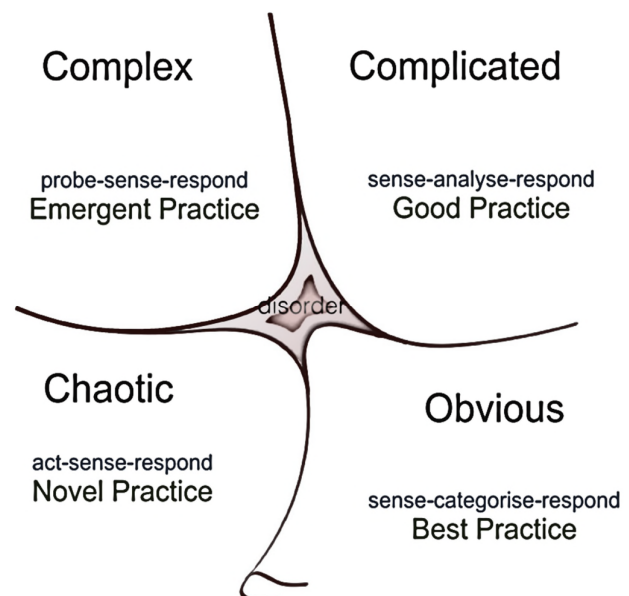 Complex
probe-sense-respond
Emergent Practice
Complicated
sense-analyse-respond
Good Practice
disorder
Chaotic
act-sense-respond
Novel Practice
Obvious
sense-categorise-respond
Best Practice